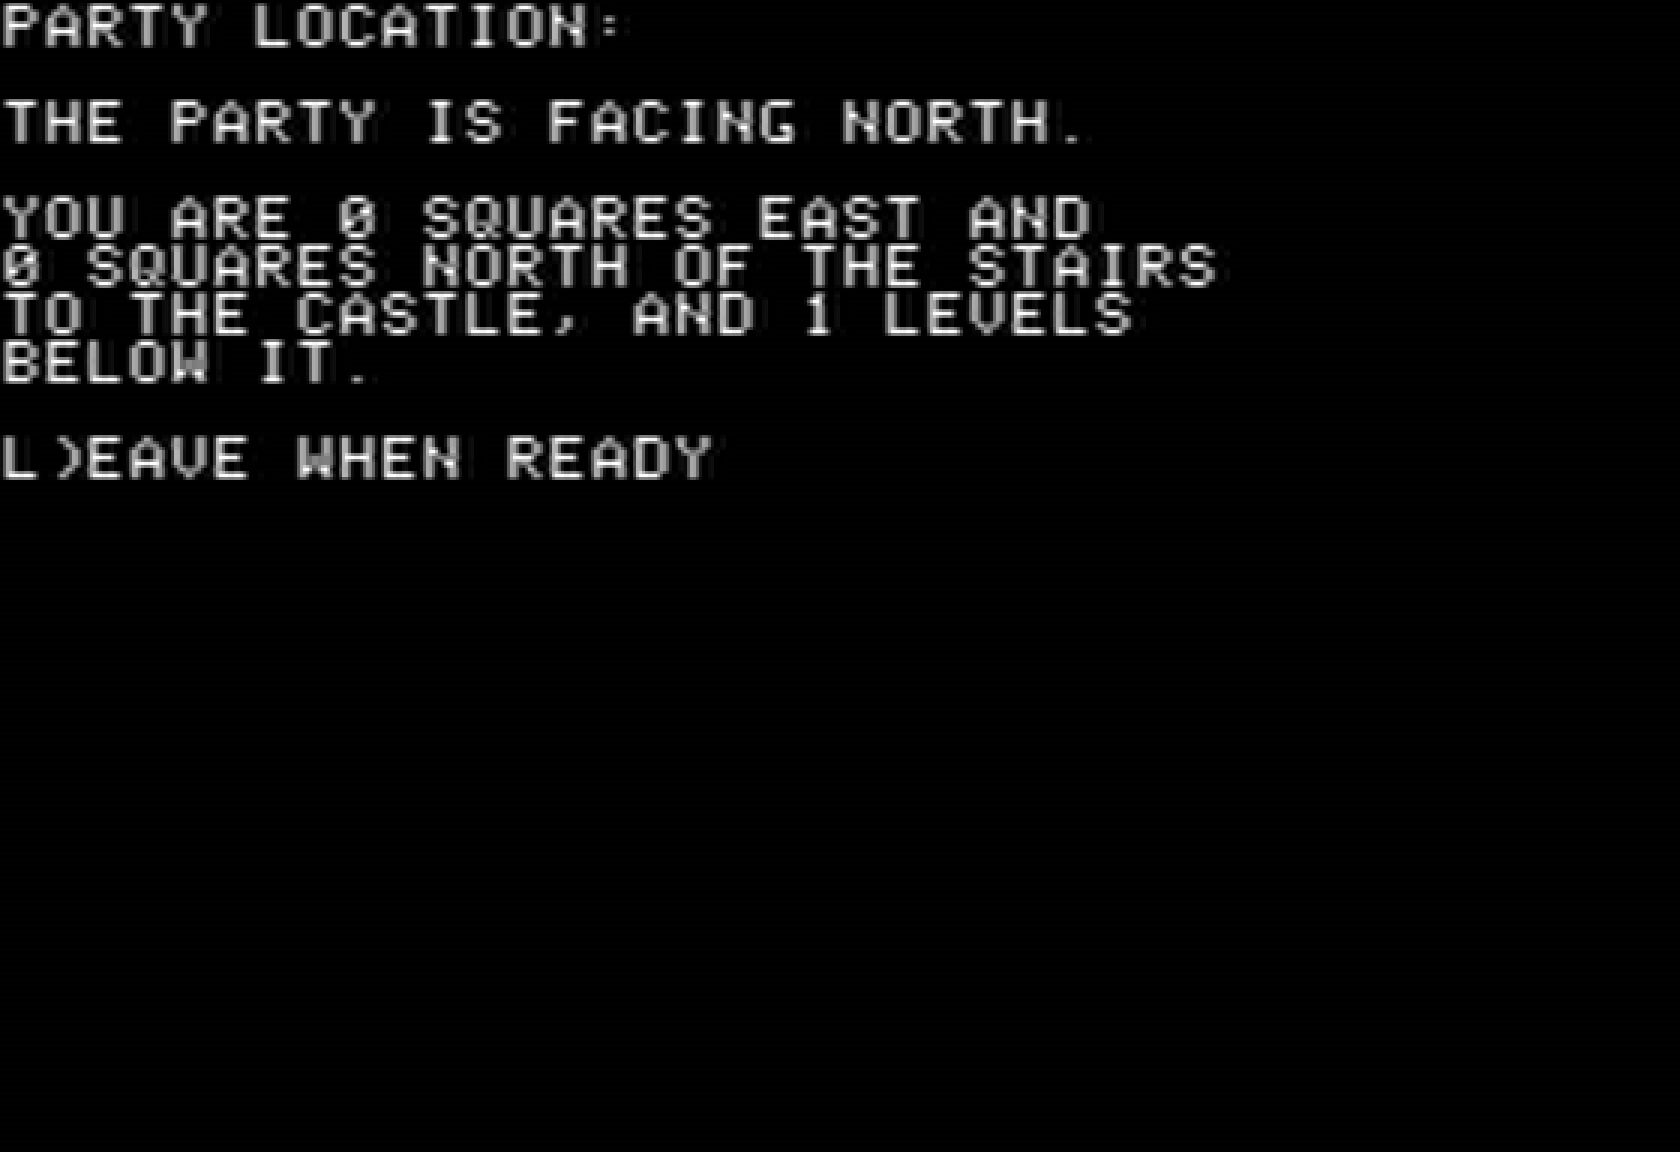 PARTY LOCATION:
THE PARTY IS FACING NORTH.
YOU ARE 0 SQUARES EAST AND
0 SQUARES NORTH OF THE STAIRS
TO THE CASTLE, AND 1 LEVELS
BELOW IT.
L)EAVE WHEN READY